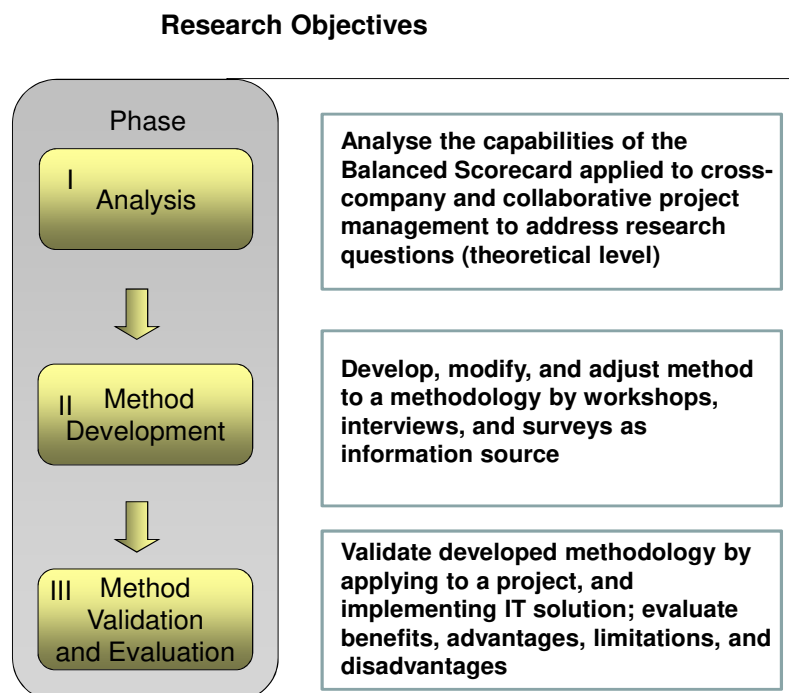 Research Objectives
Phase
I
Analysis
Analyse the capabilities of the
Balanced Scorecard applied to cross-
company and collaborative project
management to address research
questions (theoretical level)
II
Method
Development
Develop, modify, and adjust method
to a methodology by workshops,
interviews, and surveys as
information source
III
Method
Validation
and Evaluation
Validate developed methodology by
applying to a project, and
implementing IT solution; evaluate
benefits, advantages, limitations, and
disadvantages